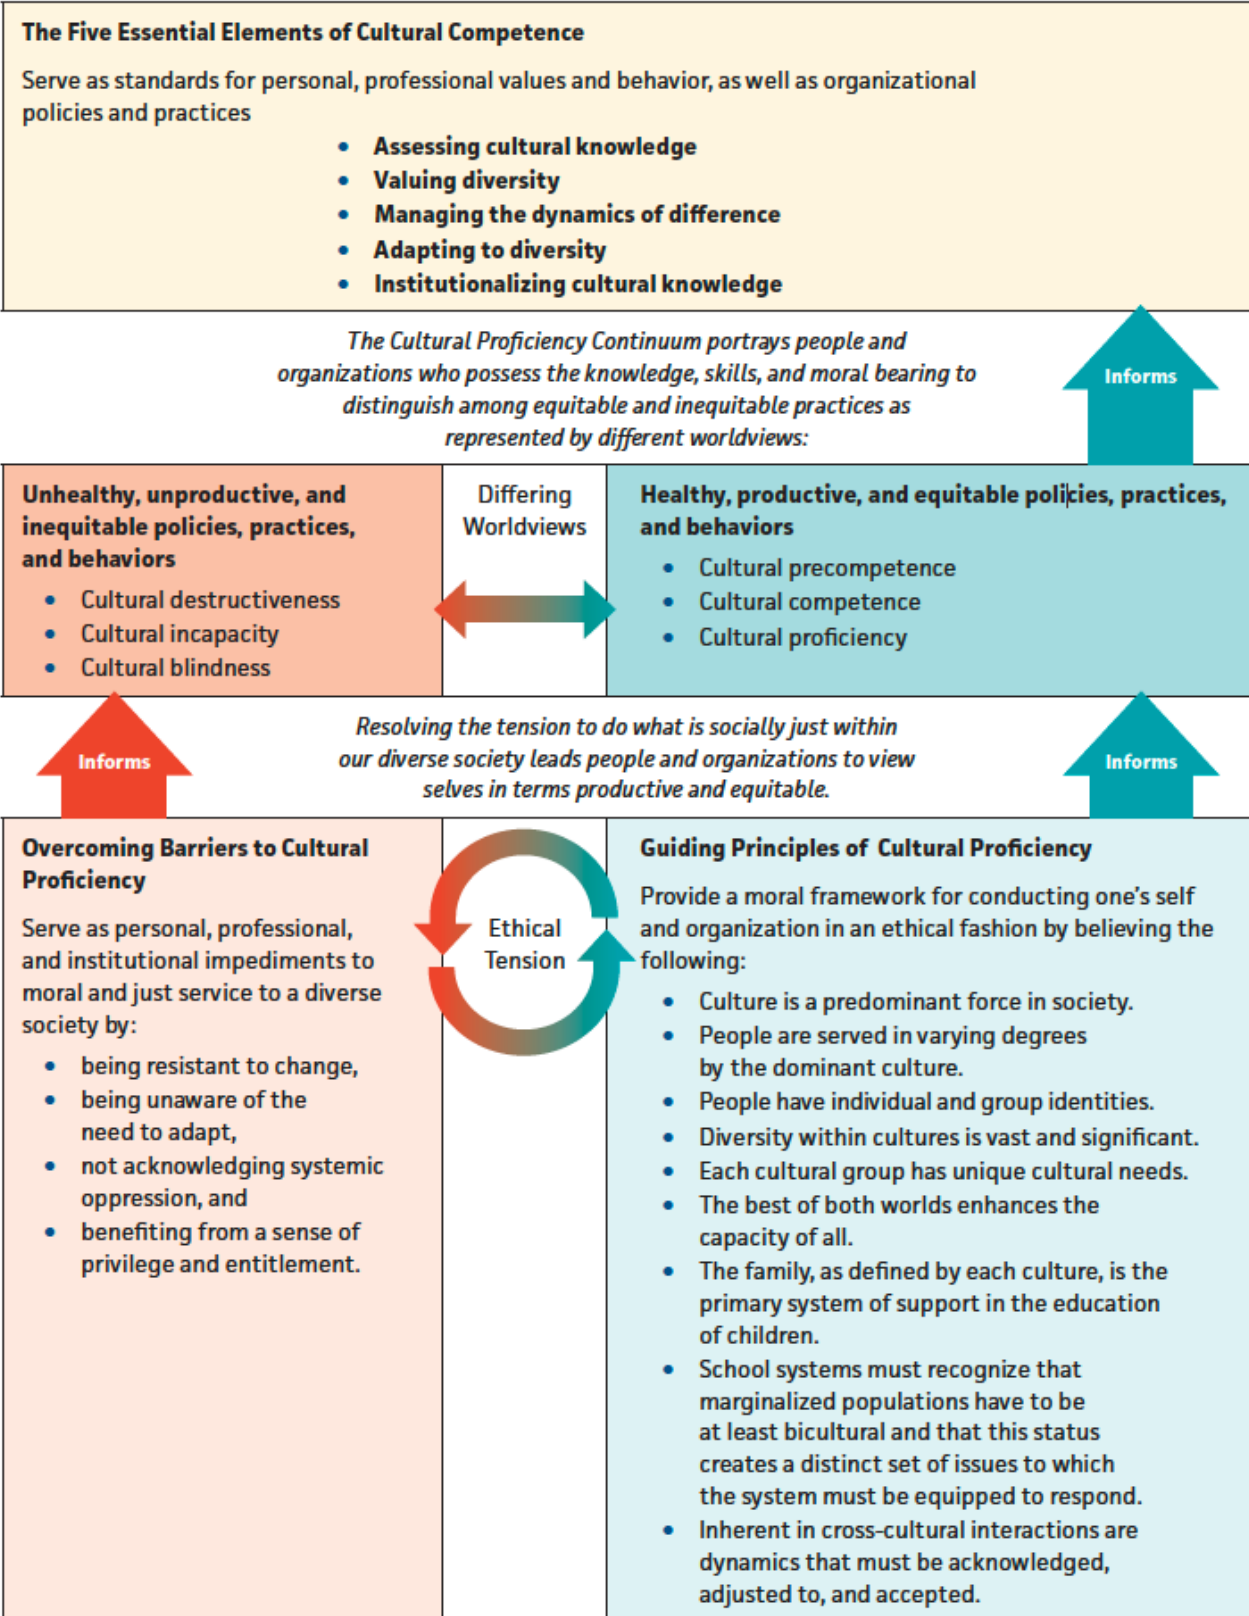 The Five Essential Elements of Cultural Competence
Serve as standards for personal, professional values and behavior, as well as organizational
policies and practices
• Assessing cultural knowledge
• Valuing diversity
• Managing the dynamics of difference
• Adapting to diversity
• Institutionalizing cultural knowledge
The Cultural Proficiency Continuum portrays people and
organizations who possess the knowledge, skills, and moral bearing to
distinguish among equitable and inequitable practices as
represented by different worldviews:
Informs
Unhealthy, unproductive, and
inequitable policies, practices,
and behaviors
• Cultural destructiveness
• Cultural incapacity
• Cultural blindness
Differing
Worldviews
Healthy, productive, and equitable policies, practices,
and behaviors
• Cultural precompetence
• Cultural competence
• Cultural proficiency
Informs
Resolving the tension to do what is socially just within
our diverse society leads people and organizations to view
selves in terms productive and equitable.
Informs
Overcoming Barriers to Cultural
Proficiency
Serve as personal, professional,
and institutional impediments to
moral and just service to a diverse
society by:
• being resistant to change,
• being unaware of the
need to adapt,
• not acknowledging systemic
oppression, and
• benefiting from a sense of
privilege and entitlement.
Ethical
Tension
Guiding Principles of Cultural Proficiency
Provide a moral framework for conducting one's self
and organization in an ethical fashion by believing the
following:
• Culture is a predominant force in society.
• People are served in varying degrees
by the dominant culture.
• People have individual and group identities.
• Diversity within cultures is vast and significant.
• Each cultural group has unique cultural needs.
• The best of both worlds enhances the
capacity of all.
• The family, as defined by each culture, is the
primary system of support in the education
of children.
• School systems must recognize that
marginalized populations have to be
at least bicultural and that this status
creates a distinct set of issues to which
the system must be equipped to respond.
• Inherent in cross-cultural interactions are
dynamics that must be acknowledged,
adjusted to, and accepted.